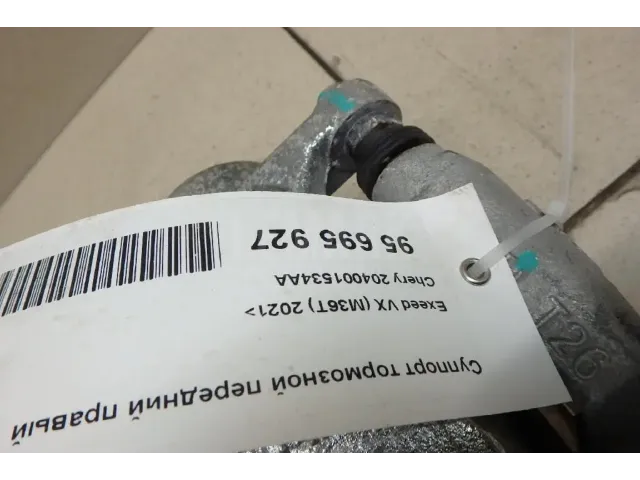 Суппорт тормозной передний правый
Exeed VX (M36T) 2021>
Chery 204001534AA
95 695 927
T26